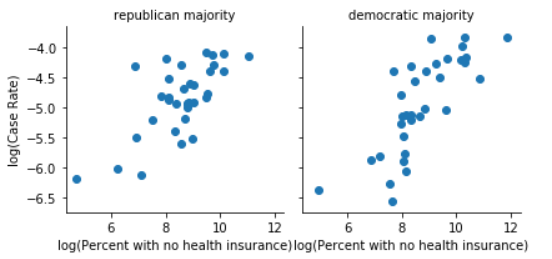 republican majority
democratic majority
log(Case Rate)
−4.0
−4.5
−5.0
−5.5
−6.0
−6.5
6 8 10 12
6 8 10 12
log(Percent with no health insurance)
log(Percent with no health insurance)